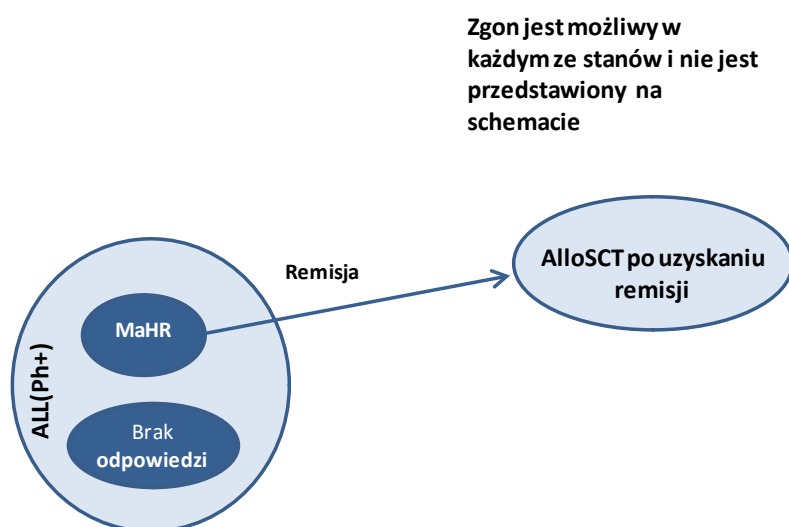 Zgon jest możliwy w
każdym ze stanów i nie jest
przedstawiony na
schemacie
AlloSCT po uzyskaniu
remisji
Remisja
MaHR
ALL(Ph+)
Brak
odpowiedzi